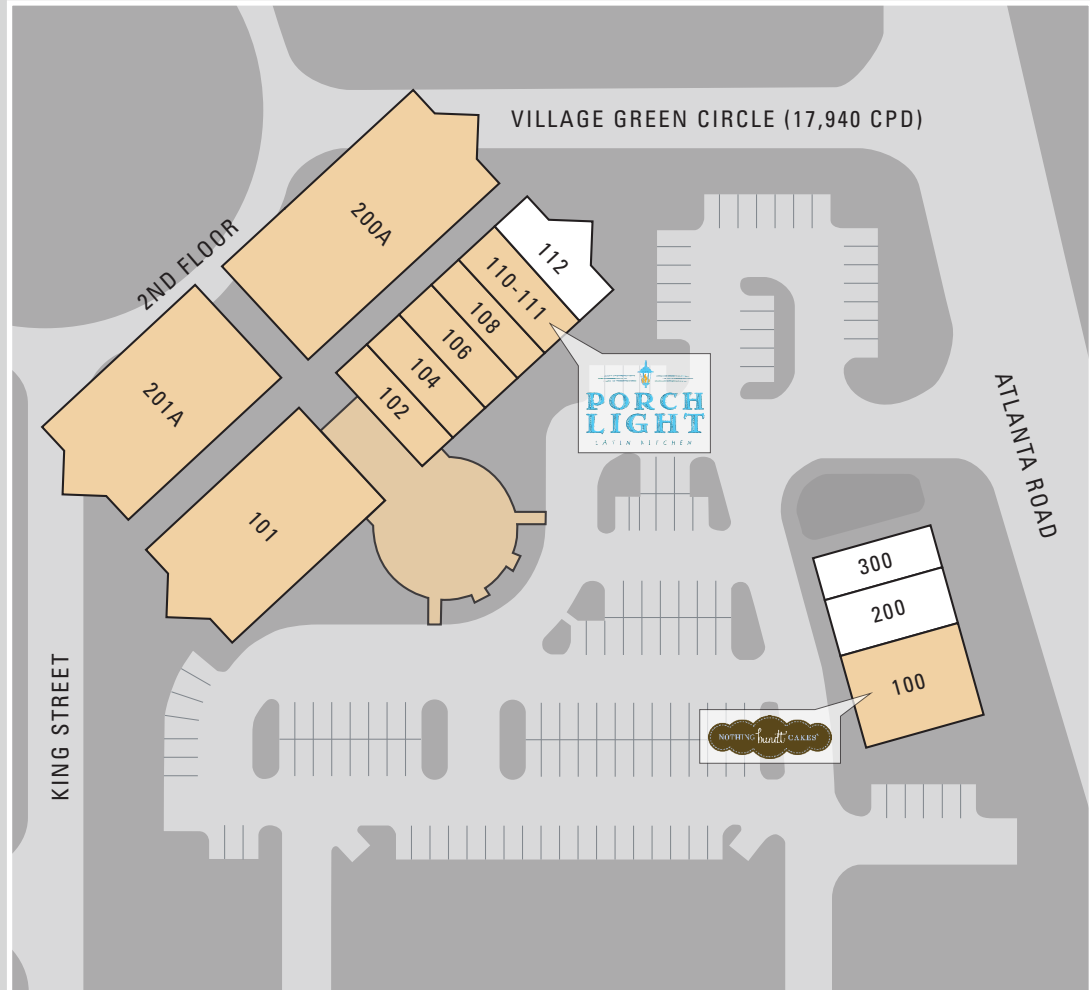 VILLAGE GREEN CIRCLE (17,940 CPD)
2ND FLOOR
200A
201A
112
110-111
108
106
104
102
101
PORCH
LIGHT
LATIN KITCHEN
ATLANTA ROAD
300
200
100
NOTHING bundt CAKES
KING STREET